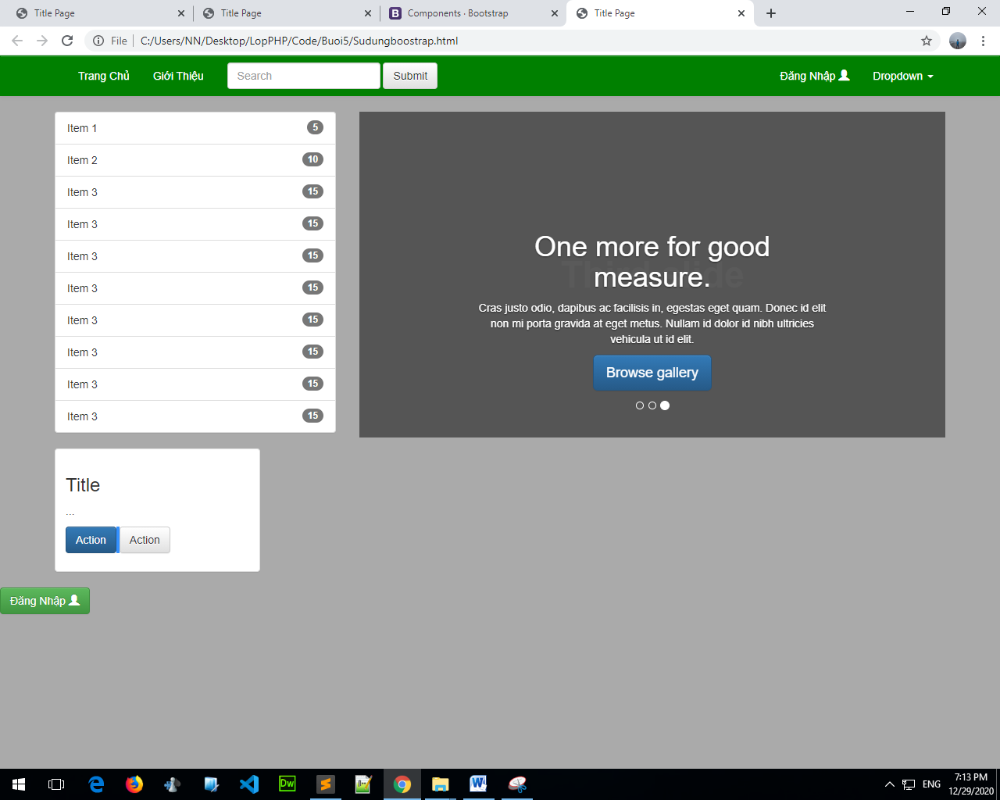 Title Page
Title Page
Components · Bootstrap
Title Page
File
C:/Users/NN/Desktop/LopPHP/Code/Buoi5/Sudungboostrap.html
Trang Chủ
Giới Thiệu
Search
Submit
Đăng Nhập
Dropdown
Item 1 5
Item 2 10
Item 3 15
Item 3 15
Item 3 15
Item 3 15
Item 3 15
Item 3 15
Item 3 15
Item 3 15
Third slide
One more for good
measure.
Cras justo odio, dapibus ac facilisis in, egestas eget quam. Donec id elit
non mi porta gravida at eget metus. Nullam id dolor id nibh ultricies
vehicula ut id elit.
Browse gallery
Title
...
Action
Action
Đăng Nhập
Dw
ENG
7:13 PM
12/29/2020